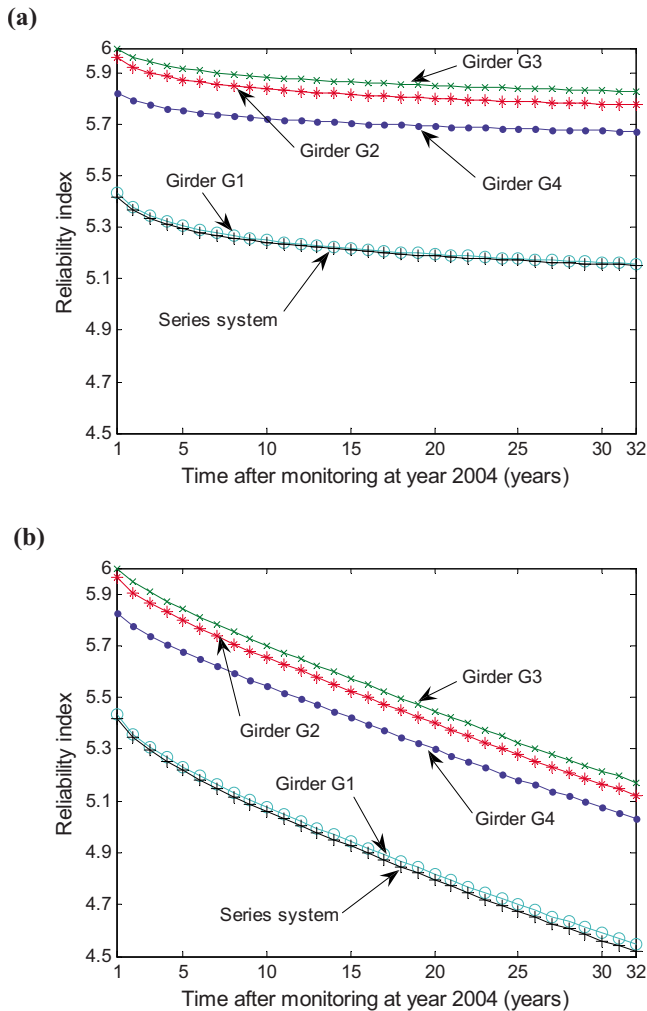 (a)
Reliability index
6
5.9
5.7
5.5
5.3
5.1
4.9
4.7
4.5
Girder G3
Girder G2
Girder G4
Girder G1
Series system
1 5 10 15 20 25 30 32
Time after monitoring at year 2004 (years)
(b)
Reliability index
6
5.9
5.7
5.5
5.3
5.1
4.9
4.7
4.5
Girder G3
Girder G2
Girder G4
Girder G1
Series system
1 5 10 15 20 25 30 32
Time after monitoring at year 2004 (years)